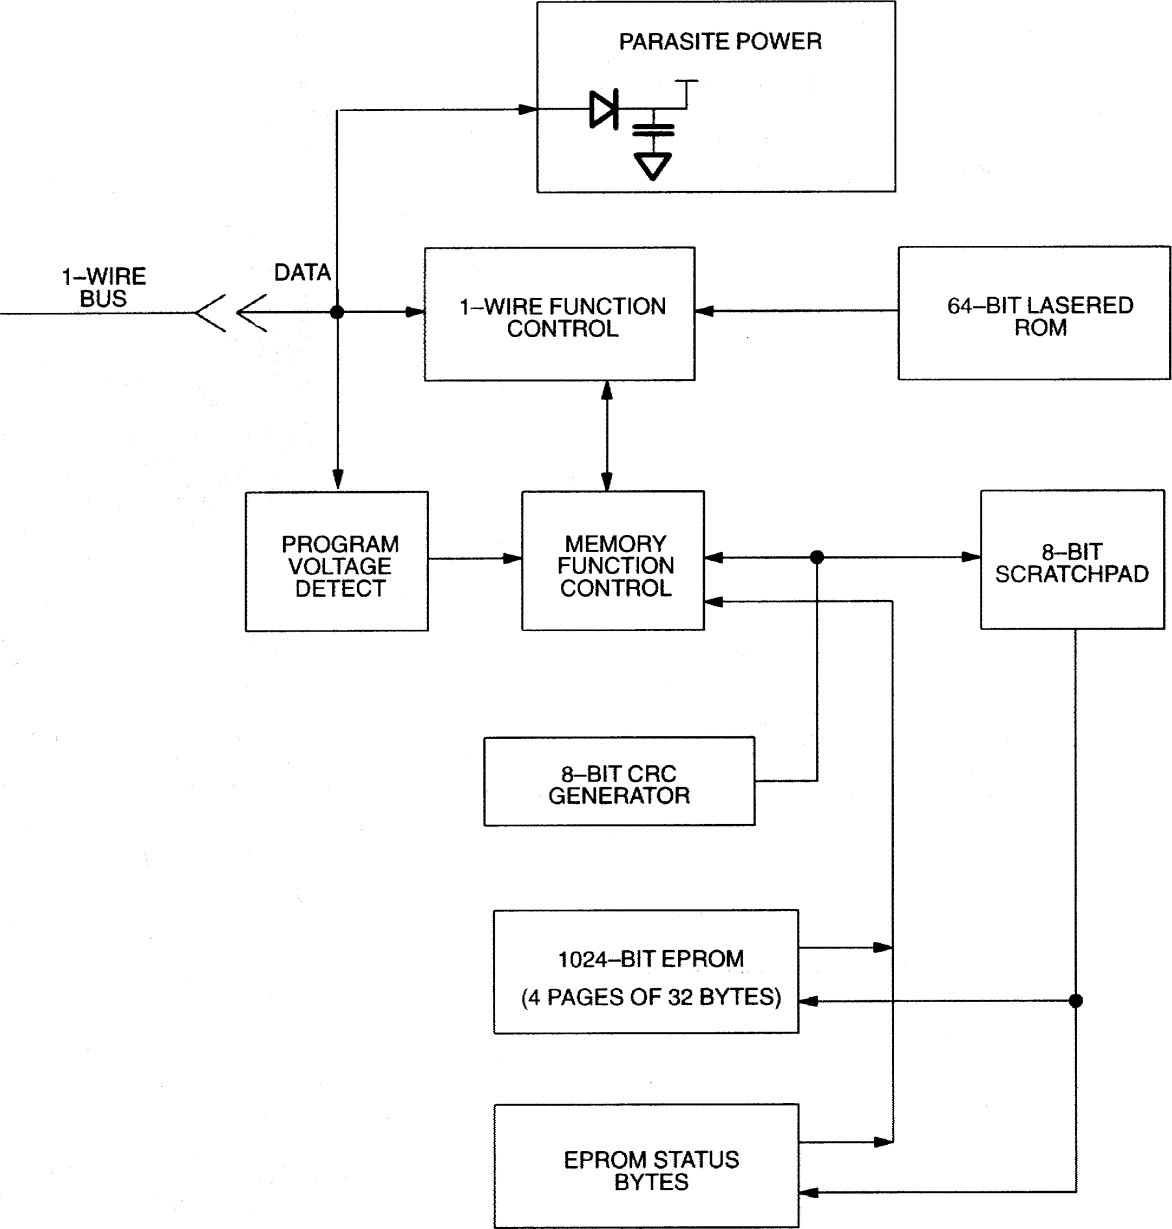 PARASITE POWER
1–WIRE
BUS
DATA
1–WIRE FUNCTION
CONTROL
64–BIT LASERED
ROM
PROGRAM
VOLTAGE
DETECT
MEMORY
FUNCTION
CONTROL
8–BIT
SCRATCHPAD
8–BIT CRC
GENERATOR
1024–BIT EPROM
(4 PAGES OF 32 BYTES)
EPROM STATUS
BYTES